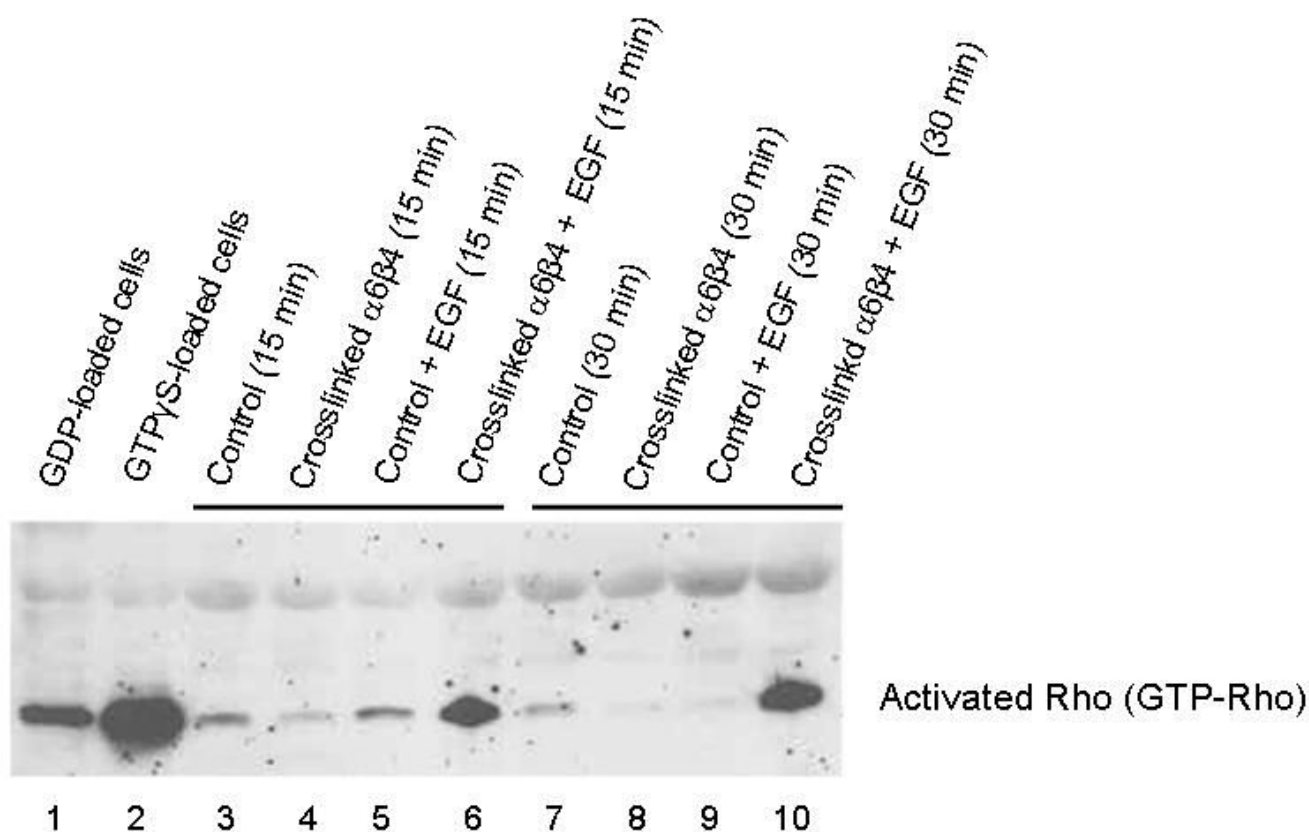 GDP-loaded cells
GTPγS-loaded cells
Control (15 min)
Crosslinked α6β4 (15 min)
Control + EGF (15 min)
Crosslinked α6β4 + EGF (15 min)
Control (30 min)
Crosslinked α6β4 (30 min)
Control + EGF (30 min)
Crosslinkd α6β4 + EGF (30 min)
Activated Rho (GTP-Rho)
1 2 3 4 5 6 7 8 9 10